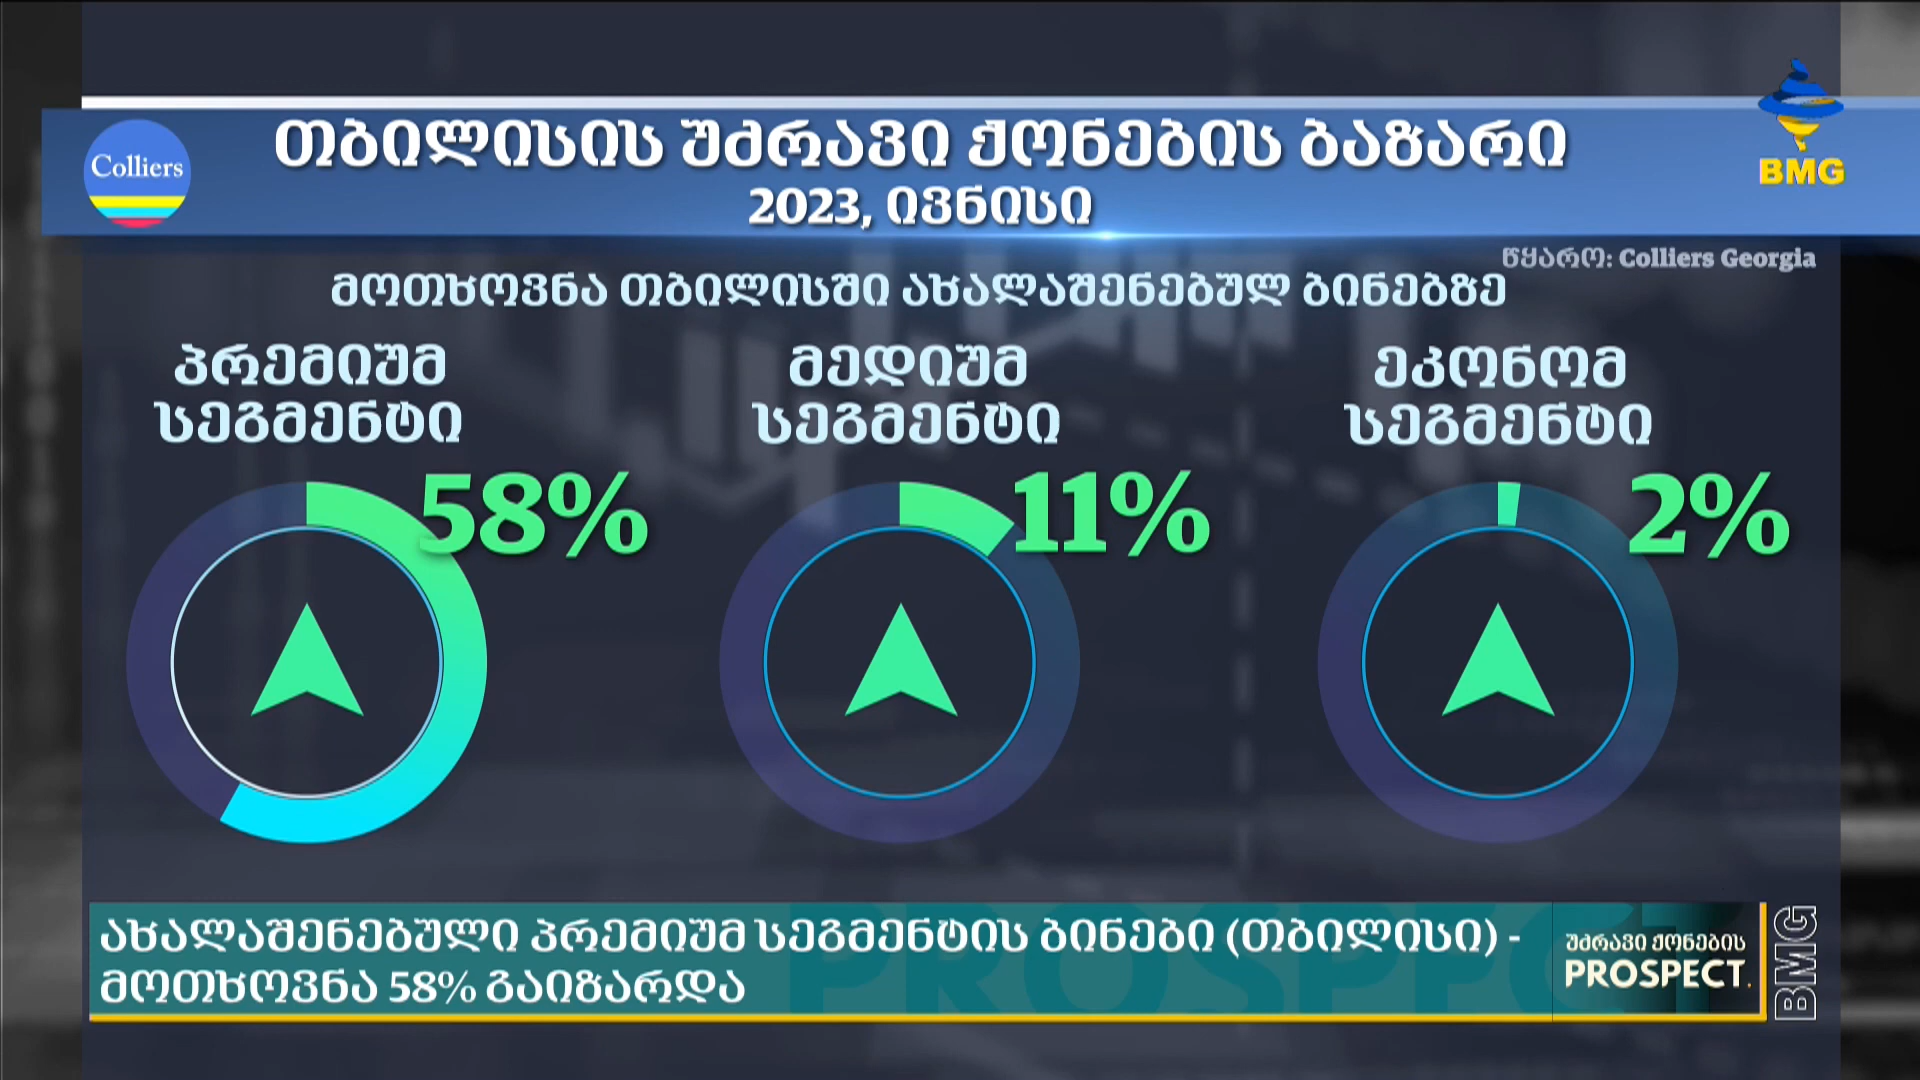 Colliers
თბილისის უძრავი ქონების ბაზარი
2023, ივნისი
BMG
წყარო: Colliers Georgia
მოთხოვნა თბილისში ახალაშენებულ ბინებზე
პრემიუმ
სეგმენტი
58%
მედიუმ
სეგმენტი
11%
ეკონომ
სეგმენტი
2%
ახალაშენებული პრემიუმ სეგმენტის ბინები (თბილისი) -
მოთხოვნა 58% გაიზარდა
უძრავი ქონების
PROSPECT.
BMG
PROSPECT